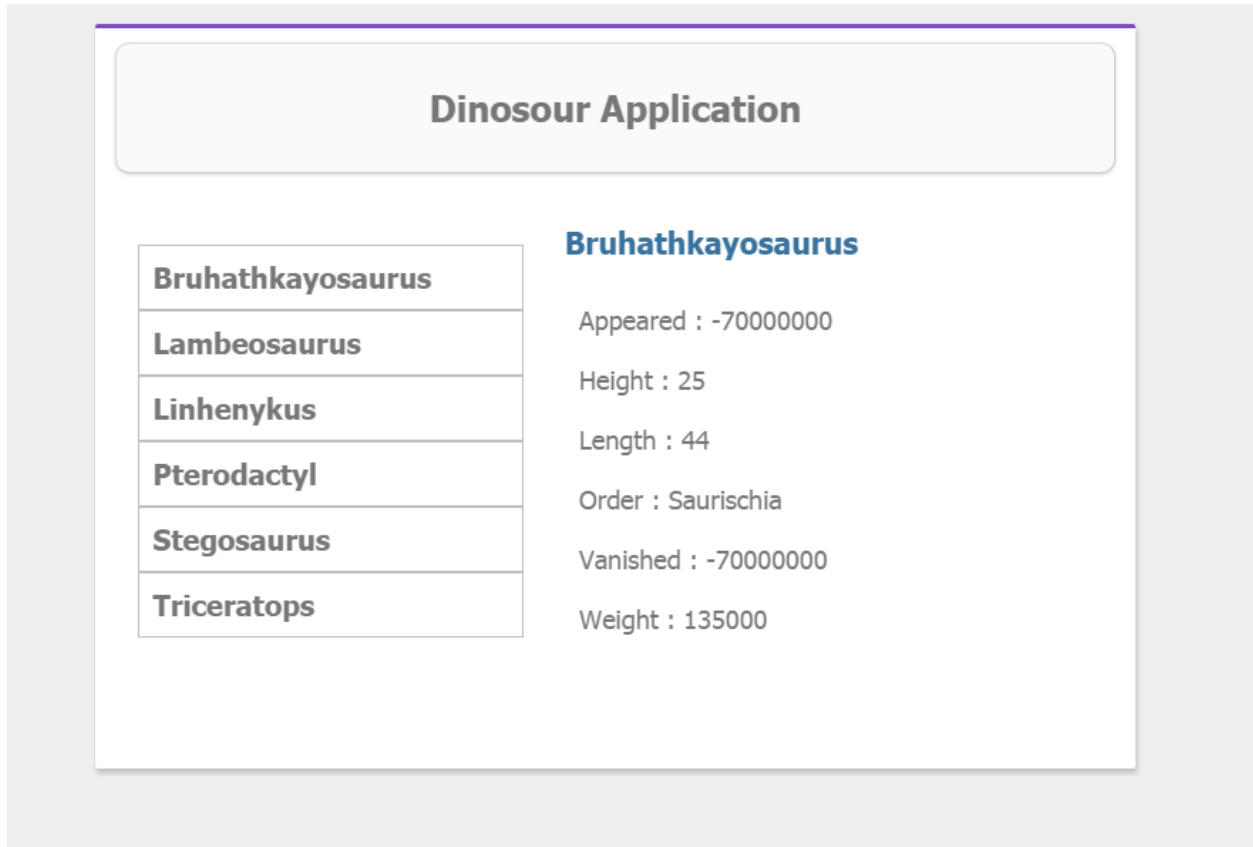 Dinosour Application
Bruhathkayosaurus
Lambeosaurus
Linhenykus
Pterodactyl
Stegosaurus
Triceratops
Bruhathkayosaurus
Appeared : -70000000
Height : 25
Length : 44
Order : Saurischia
Vanished : -70000000
Weight : 135000